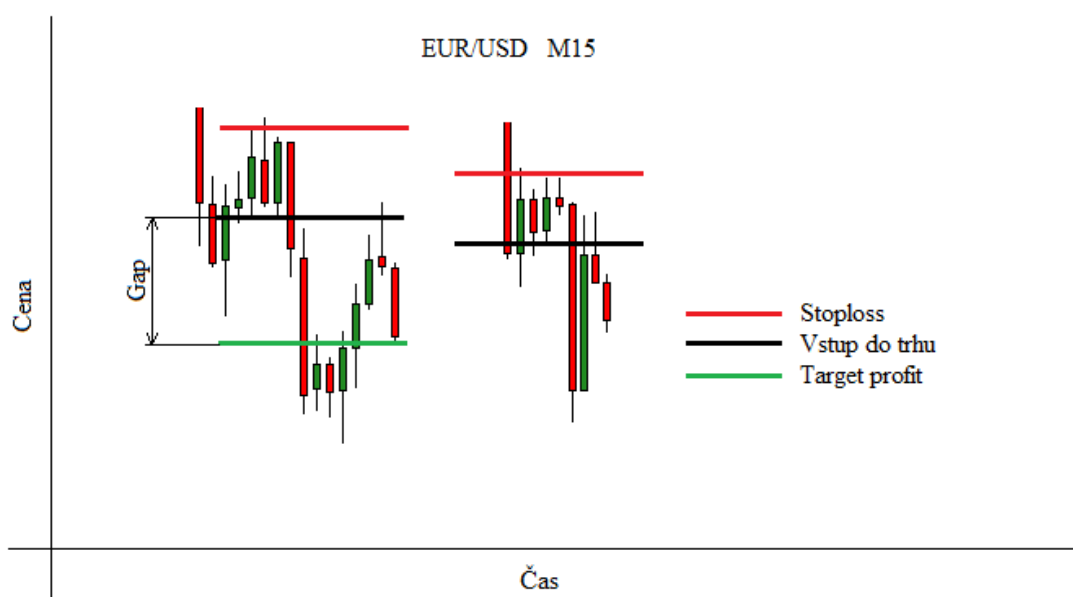 EUR/USD M15
Gap
Cena
Stoploss
Vstup do trhu
Target profit
Čas